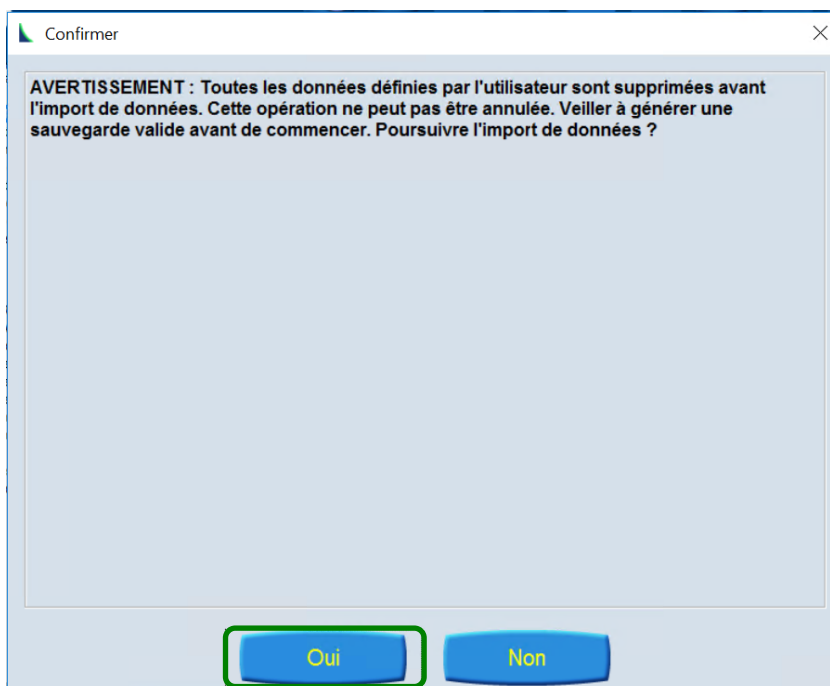 Confirmer
AVERTISSEMENT : Toutes les données définies par l'utilisateur sont supprimées avant
l'import de données. Cette opération ne peut pas être annulée. Veiller à générer une
sauvegarde valide avant de commencer. Poursuivre l'import de données ?
Oui
Non